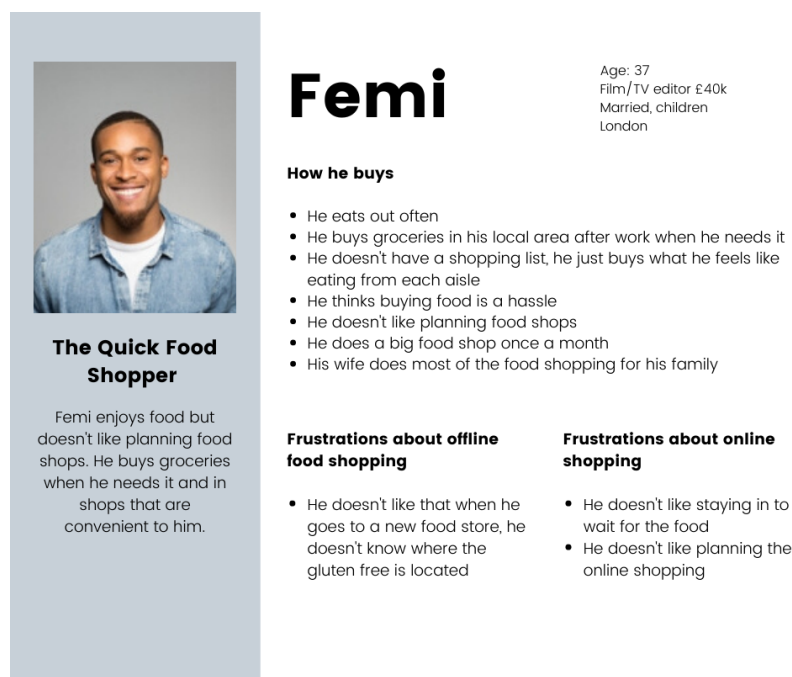 Femi
Age: 37
Film/TV editor £40k
Married, children
London
The Quick Food
Shopper
Femi enjoys food but
doesn't like planning food
shops. He buys groceries
when he needs it and in
shops that are
convenient to him.
How he buys
• He eats out often
• He buys groceries in his local area after work when he needs it
• He doesn't have a shopping list, he just buys what he feels like
eating from each aisle
• He thinks buying food is a hassle
• He doesn't like planning food shops
• He does a big food shop once a month
• His wife does most of the food shopping for his family
Frustrations about offline
food shopping
• He doesn't like that when he
goes to a new food store, he
doesn't know where the
gluten free is located
Frustrations about online
shopping
• He doesn't like staying in to
wait for the food
• He doesn't like planning the
online shopping